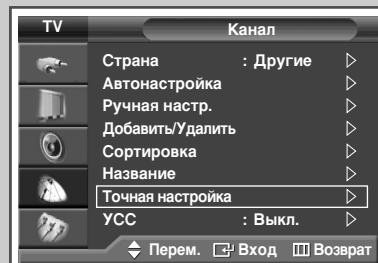 TV Канал
Страна : Другие
Автонастройка
Ручная настр.
Добавить/Удалить
Сортировка
Название
Точная настройка
УСС : Выкл.
Перем. Вход Возврат